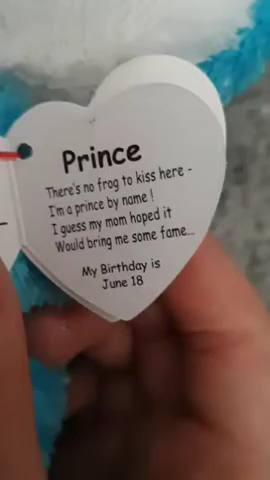 Prince
There's no frog to kiss here -
I'm a prince by name !
I guess my mom hoped it
Would bring me some fame...
My Birthday is
June 18